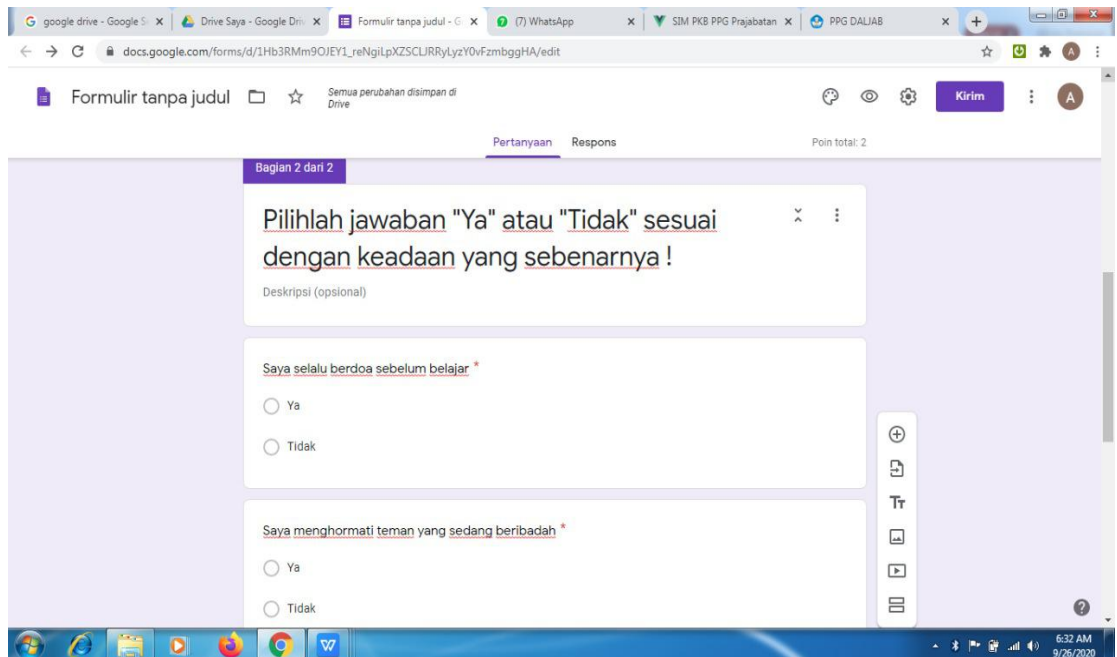 google drive - Google S
Drive Saya - Google Driv
Formulir tanpa judul - G
(7) WhatsApp
SIM PKB PPG Prajabatan
PPG DALJAB
docs.google.com/forms/d/1Hb3RMm9OJEY1_reNgiLpXZSCLJRRyLyzY0vFzmbggHA/edit
Formulir tanpa judul
Semua perubahan disimpan di
Drive
Kirim
A
Pertanyaan Respons
Poin total: 2
Bagian 2 dari 2
Pilihlah jawaban "Ya" atau "Tidak" sesuai
dengan keadaan yang sebenarnya !
Deskripsi (opsional)
Saya selalu berdoa sebelum belajar *
Ya
Tidak
Saya menghormati teman yang sedang beribadah *
Ya
Tidak
6:32 AM
9/26/2020